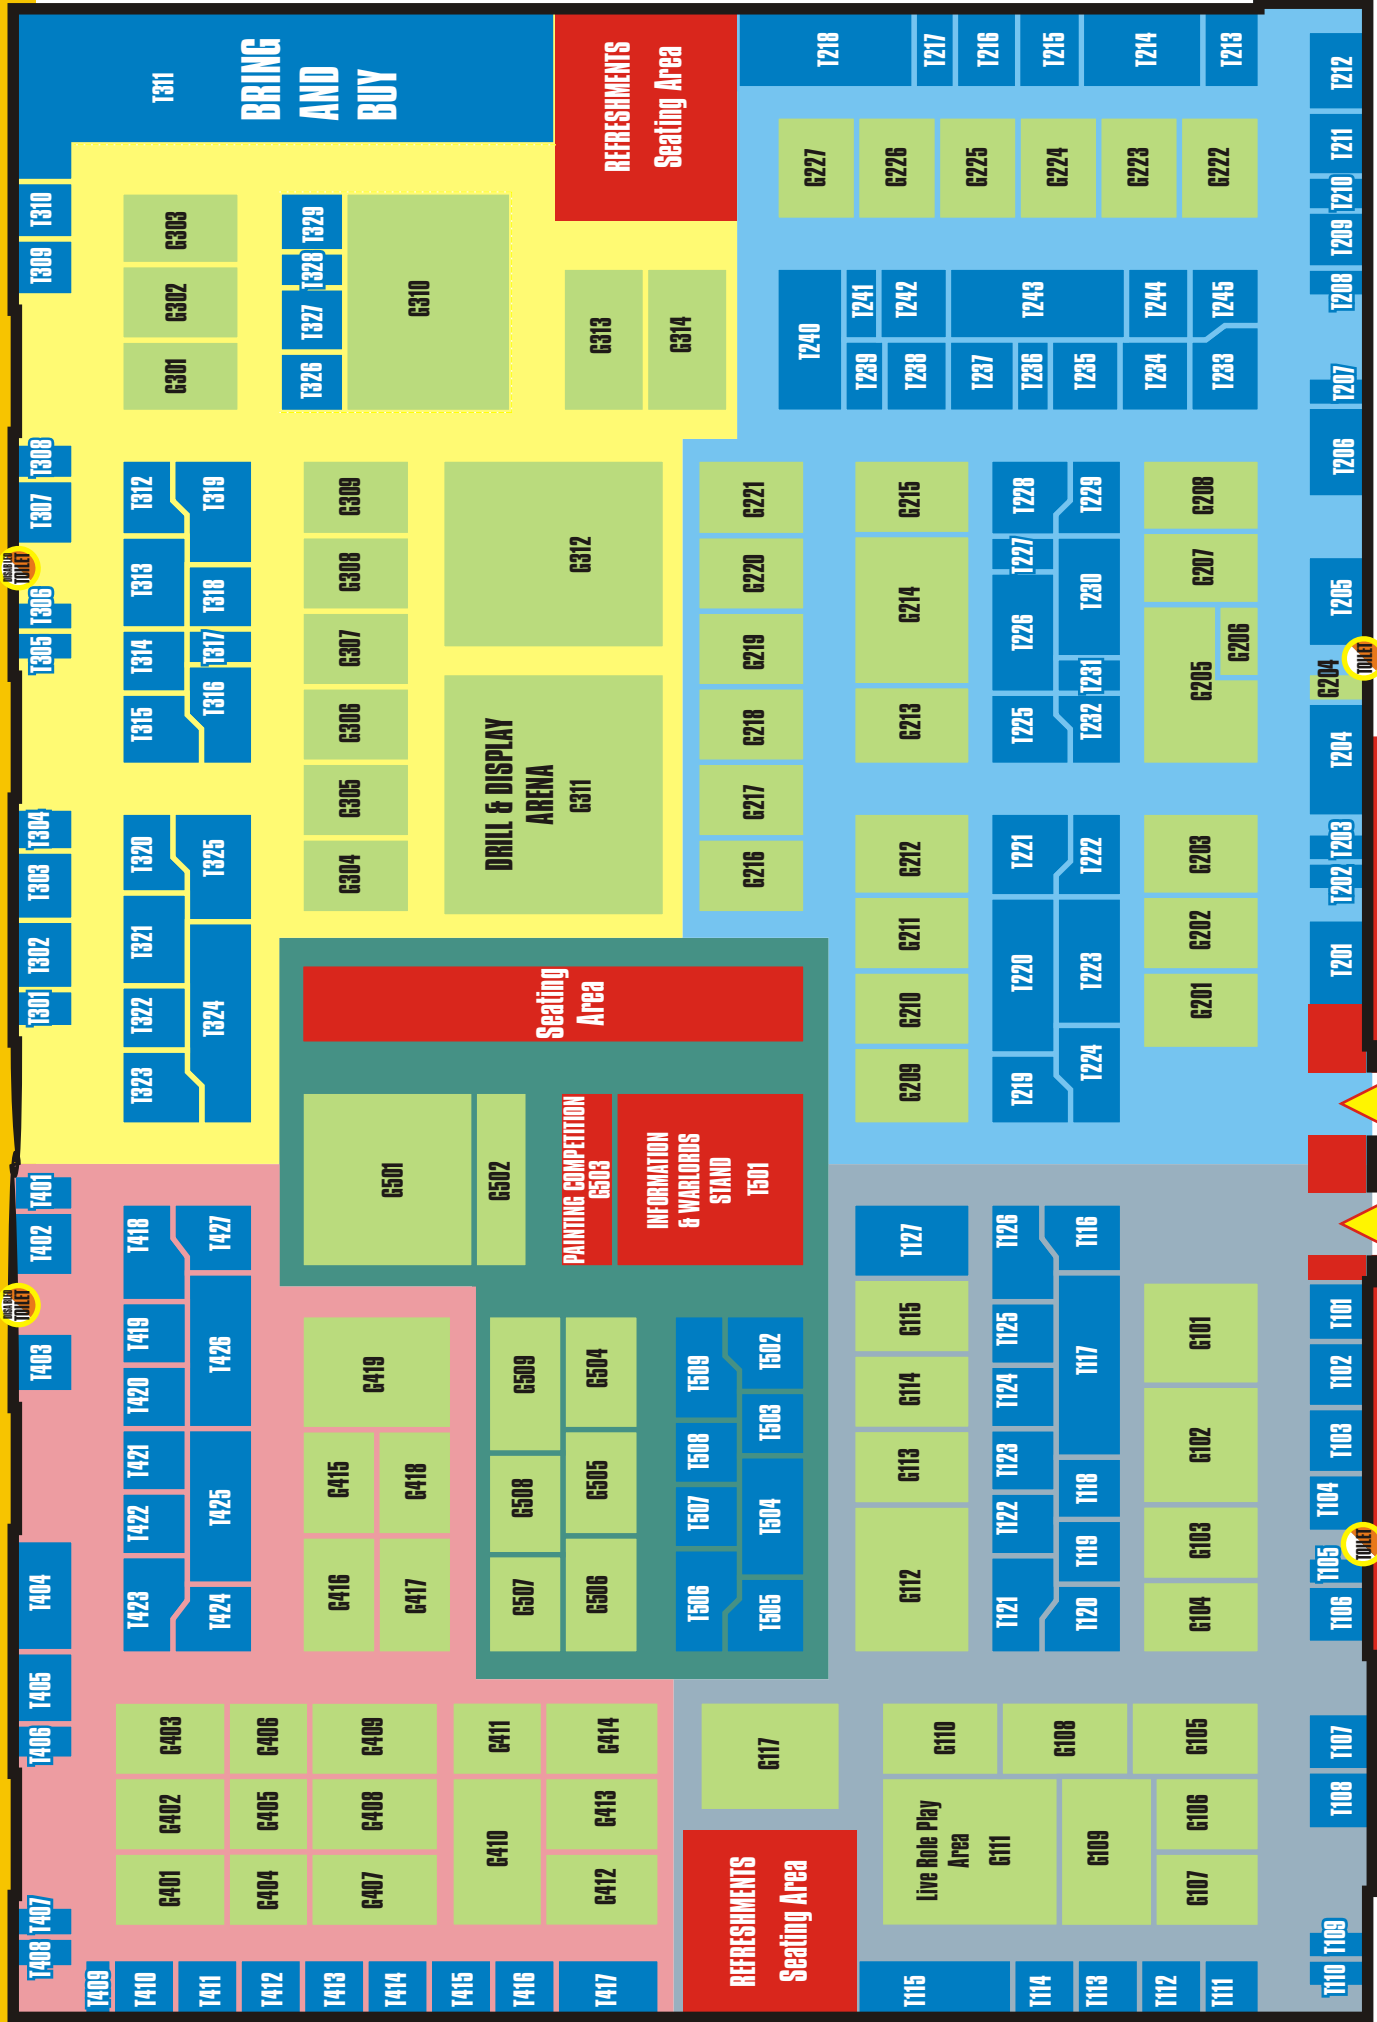 T311
BRING
AND
BUY
REFRESHMENTS
Seating Area
T218
T217
T216
T215
T214
T213
T212
T211
T210
T209
T208
T207
T206
T205
G204
TOILET
T204
T203
T202
T201
T310
T309
T308
T307
DISABLED
TOILET
T306
T305
T304
T303
T302
T301
G303
G302
G301
T329
T328
T327
T326
G310
G313
G314
G227
G226
G225
G224
G223
G222
T240
T241
T242
T243
T244
T245
T239
T238
T237
T236
T235
T234
T233
T312
T319
T313
T318
T314
T317
T315
T316
G309
G308
G307
G306
G305
G304
G312
DRILL & DISPLAY
ARENA
G311
G221
G220
G219
G218
G217
G216
G215
G214
G213
T228
T229
T227
T230
T226
T231
T225
T232
G208
G207
G206
G205
T320
T325
T321
T322
T324
T323
G212
G211
G210
G209
T221
T222
T220
T223
T219
T224
G203
G202
G201
Seating
Area
G501
G502
PAINTING COMPETITION
G503
INFORMATION
& WARLORDS
STAND
T501
T401
T402
DISABLED
TOILET
T403
T404
T405
T406
T407
T408
T418
T427
T419
T426
T420
T421
T425
T422
T423
T424
G419
G415
G418
G416
G417
G509
G504
G508
G505
G507
G506
T509
T502
T508
T503
T507
T504
T506
T505
T127
G115
G114
G113
G112
T126
T116
T125
T117
T124
T123
T118
T122
T119
T121
T120
G101
G102
G103
G104
T101
T102
T103
T104
TOILET
T105
T106
T107
T108
T109
T110
G403
G406
G409
G411
G414
G402
G405
G408
G410
G413
G401
G404
G407
G412
G117
G110
G108
G105
Live Role Play
Area
G111
G109
G106
G107
REFRESHMENTS
Seating Area
T409
T410
T411
T412
T413
T414
T415
T416
T417
T115
T114
T113
T112
T111